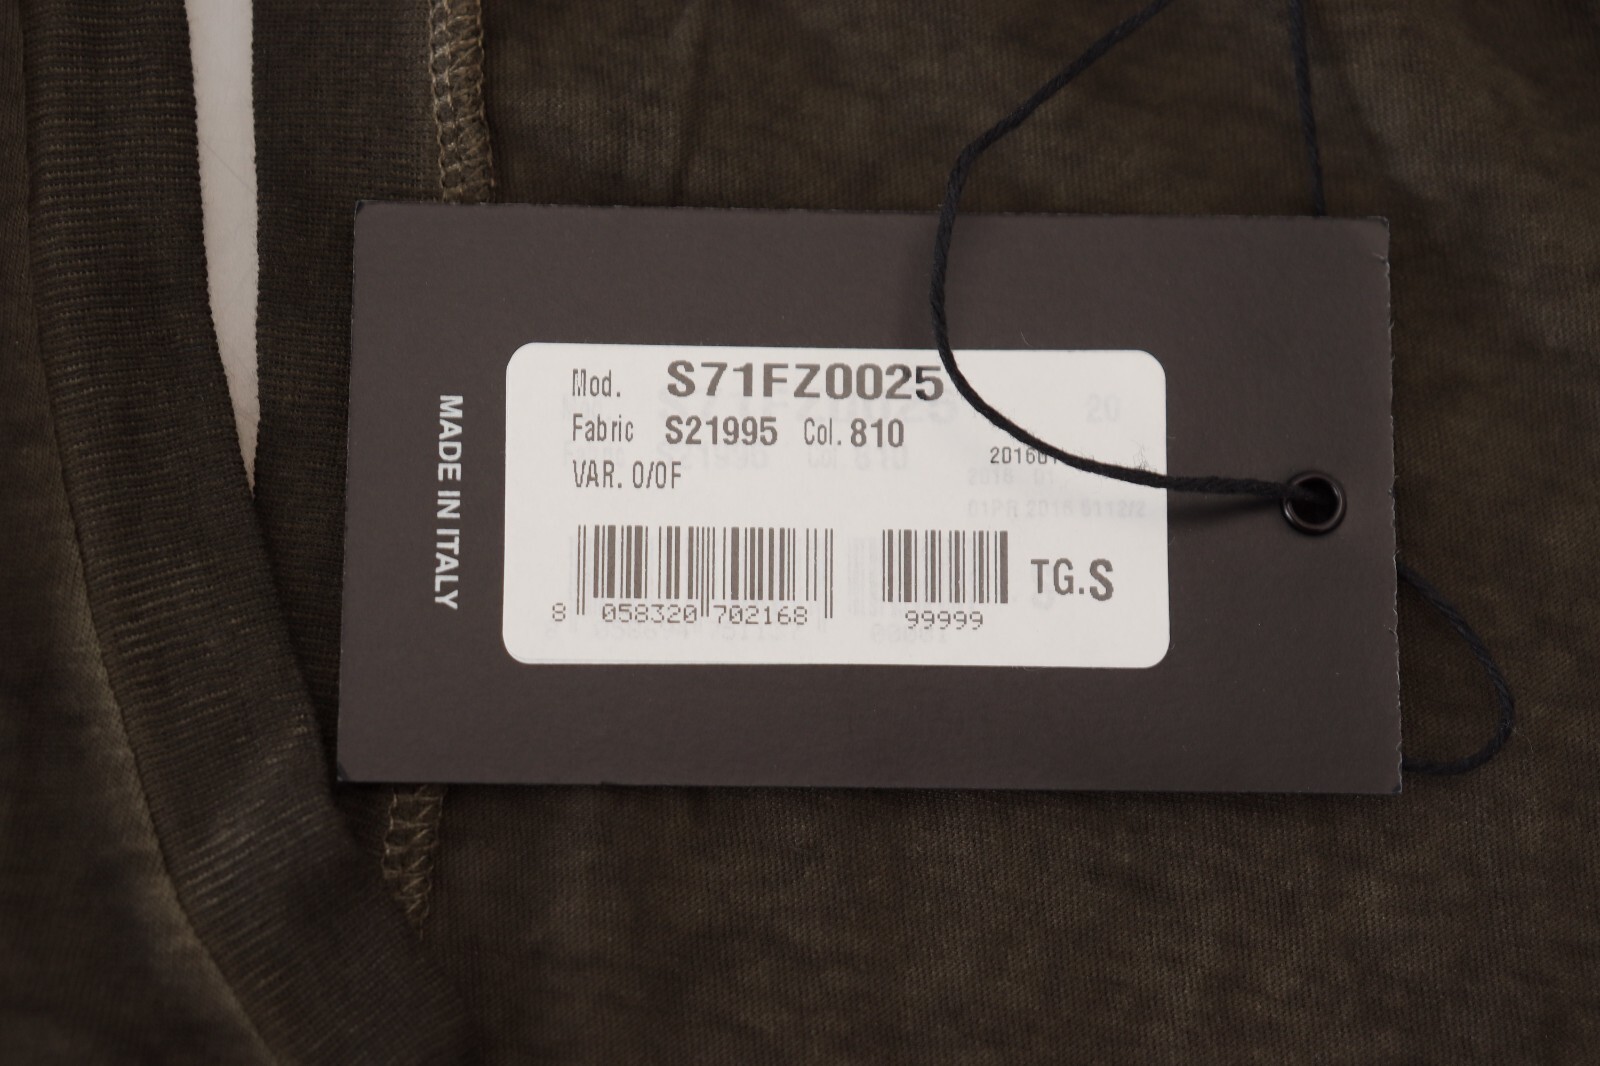 MADE IN ITALY
Mod. S71FZ0025
Fabric S21995 Col. 810
VAR. 0/0F
8 058320 702168
99999
TG.S